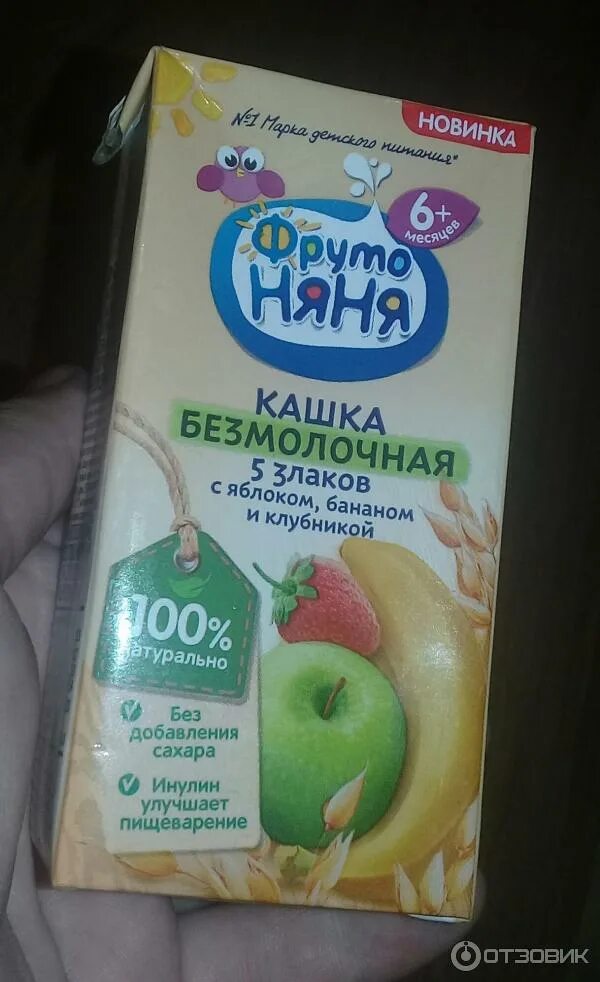 №1 Марка детского питания*
НОВИНКА
6+
месяцев
Фруто
НЯНЯ
КАШКА
БЕЗМОЛОЧНАЯ
5 злаков
с яблоком, бананом
и клубникой
100%
натурально
Без
добавления
сахара
Инулин
улучшает
пищеварение
ОТЗОВИК